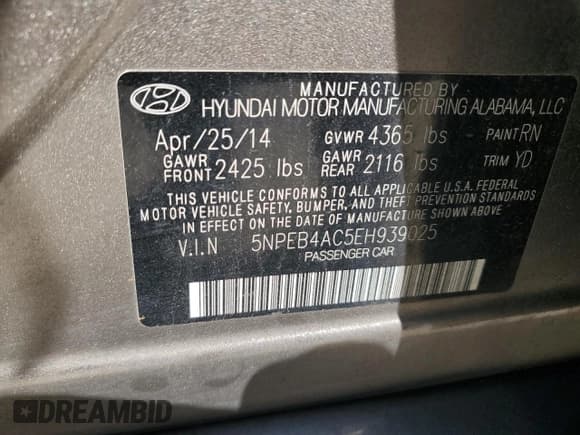 MANUFACTURED BY
HYUNDAI MOTOR MANUFACTURING ALABAMA, LLC
Apr/25/14 GVWR 4365 lbs PAINT RN
GAWR FRONT 2425 lbs GAWR REAR 2116 lbs TRIM YD
THIS VEHICLE CONFORMS TO ALL APPLICABLE U.S.A. FEDERAL
MOTOR VEHICLE SAFETY, BUMPER, AND THEFT PREVENTION STANDARDS
IN EFFECT ON THE DATE OF MANUFACTURE SHOWN ABOVE.
V.I.N 5NPEB4AC5EH939025
PASSENGER CAR
DREAMBID